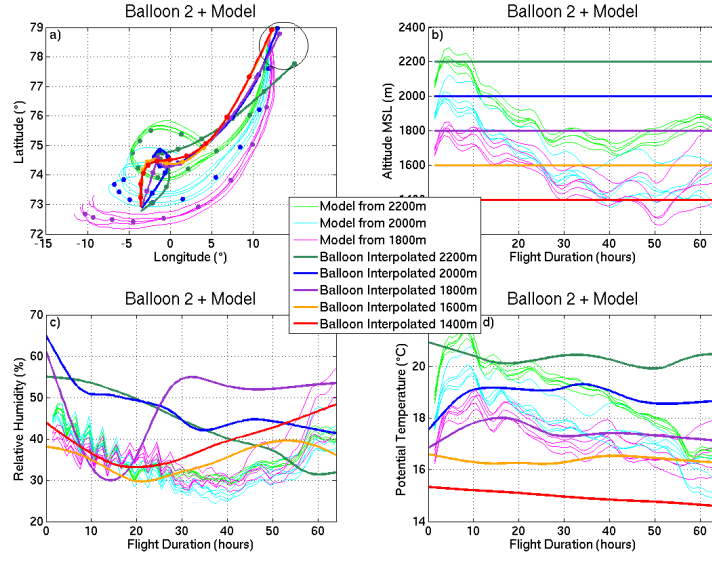 Balloon 2 + Model
Balloon 2 + Model
a)
b)
79
78
77
76
75
74
73
72
-15
-10
-5
0
5
10
15
Latitude (°)
Longitude (°)
2400
2200
2000
1800
1600
1400
10
20
30
40
50
60
Altitude MSL (m)
Flight Duration (hours)
Model from 2200m
Model from 2000m
Model from 1800m
Balloon Interpolated 2200m
Balloon Interpolated 2000m
Balloon Interpolated 1800m
Balloon Interpolated 1600m
Balloon Interpolated 1400m
Balloon 2 + Model
Balloon 2 + Model
c)
d)
70
60
50
40
30
20
0
10
20
30
40
50
60
Relative Humidity (%)
Flight Duration (hours)
20
18
16
14
0
10
20
30
40
50
60
Potential Temperature (°C)
Flight Duration (hours)